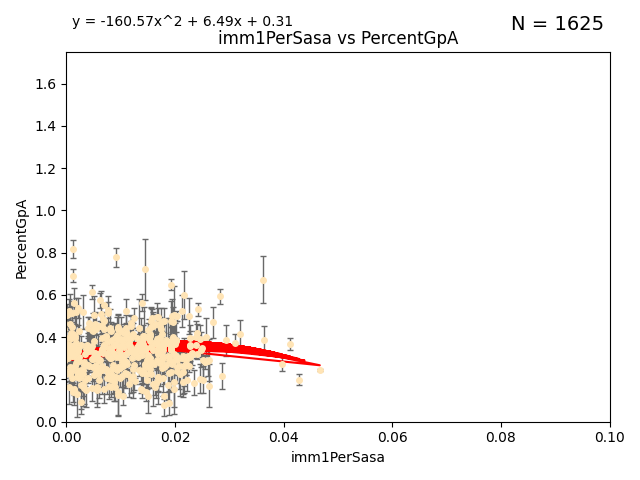 y = -160.57x^2 + 6.49x + 0.31
N = 1625
imm1PerSasa vs PercentGpA
PercentGpA
1.6
1.4
1.2
1.0
0.8
0.6
0.4
0.2
0.0
0.00 0.02 0.04 0.06 0.08 0.10
imm1PerSasa